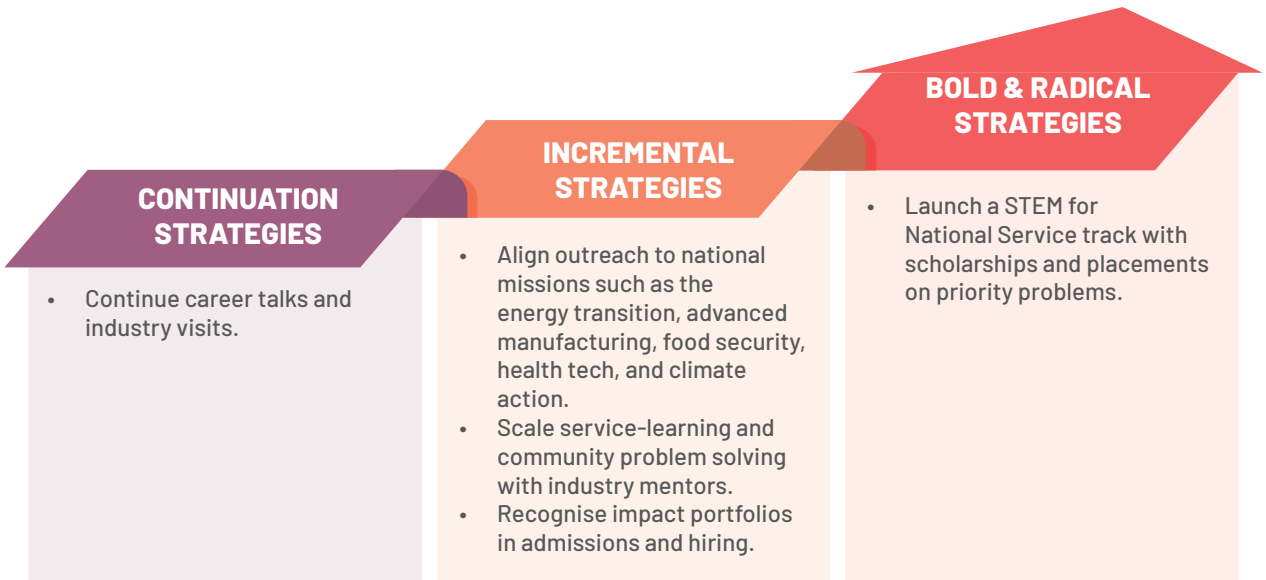 CONTINUATION
STRATEGIES
• Continue career talks and
industry visits.
INCREMENTAL
STRATEGIES
• Align outreach to national
missions such as the
energy transition, advanced
manufacturing, food security,
health tech, and climate
action.
• Scale service-learning and
community problem solving
with industry mentors.
• Recognise impact portfolios
in admissions and hiring.
BOLD & RADICAL
STRATEGIES
• Launch a STEM for
National Service track with
scholarships and placements
on priority problems.